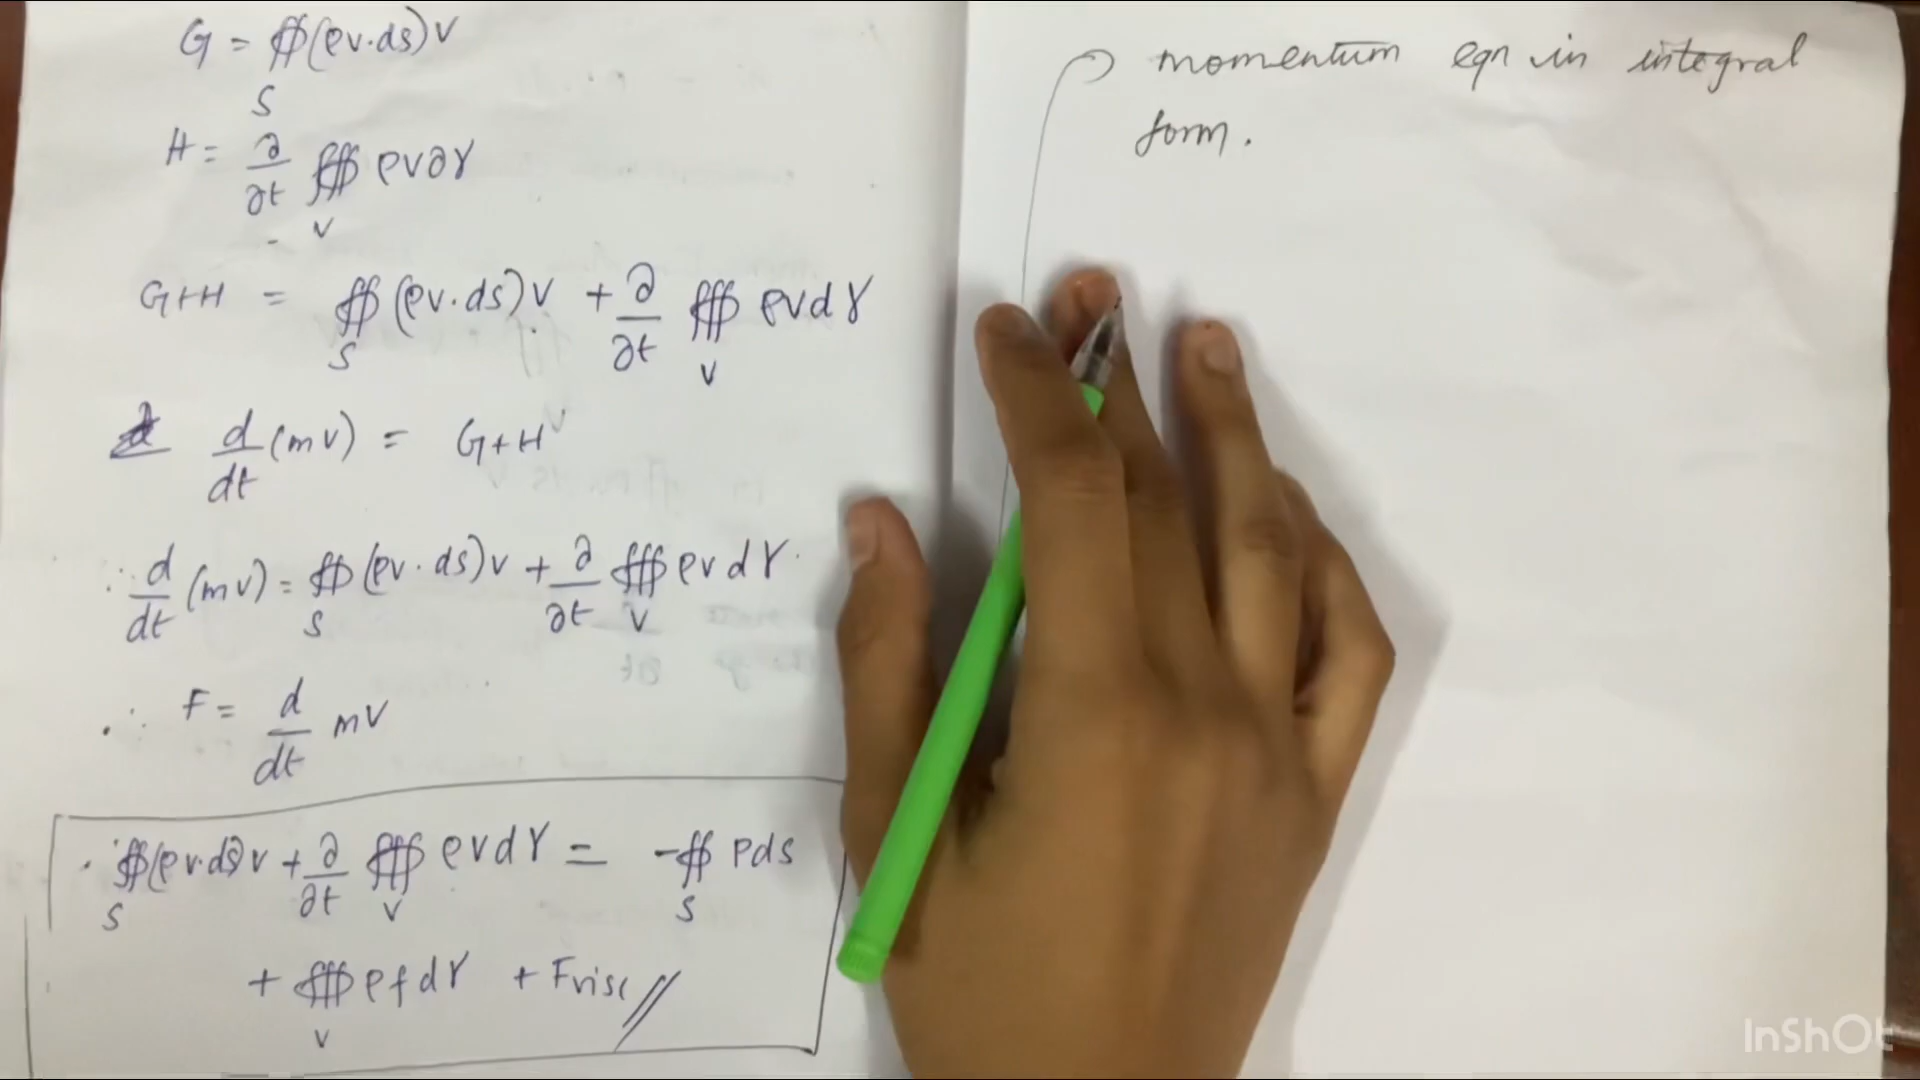 G = ∯(ρv.ds)v
S
H = ∂/∂t ∰ ρv∂γ
v
G+H = ∯ (ρv.ds)v + ∂/∂t ∰ ρvdγ
S v
d/dt (mv) = G+H
∴ d/dt (mv) = ∯ (ρv.ds)v + ∂/∂t ∰ ρvdγ
S v
∴ F = d/dt mv
∴ ∯(ρv.ds)v + ∂/∂t ∰ ρvdγ = -∯ Pds
S v S
+ ∰ ρfdγ + Fvisc //
v
momentum eqn in integral
form.
InShOt